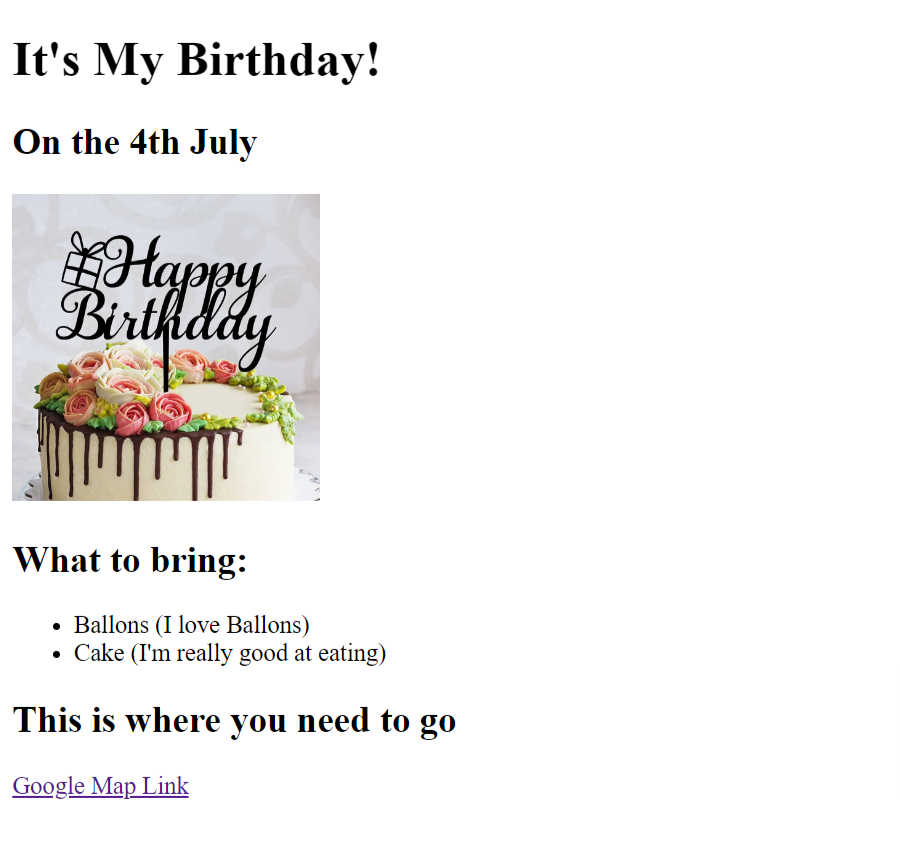 It's My Birthday!
On the 4th July
Happy
Birthday
What to bring:
Ballons (I love Ballons)
Cake (I'm really good at eating)
This is where you need to go
Google Map Link